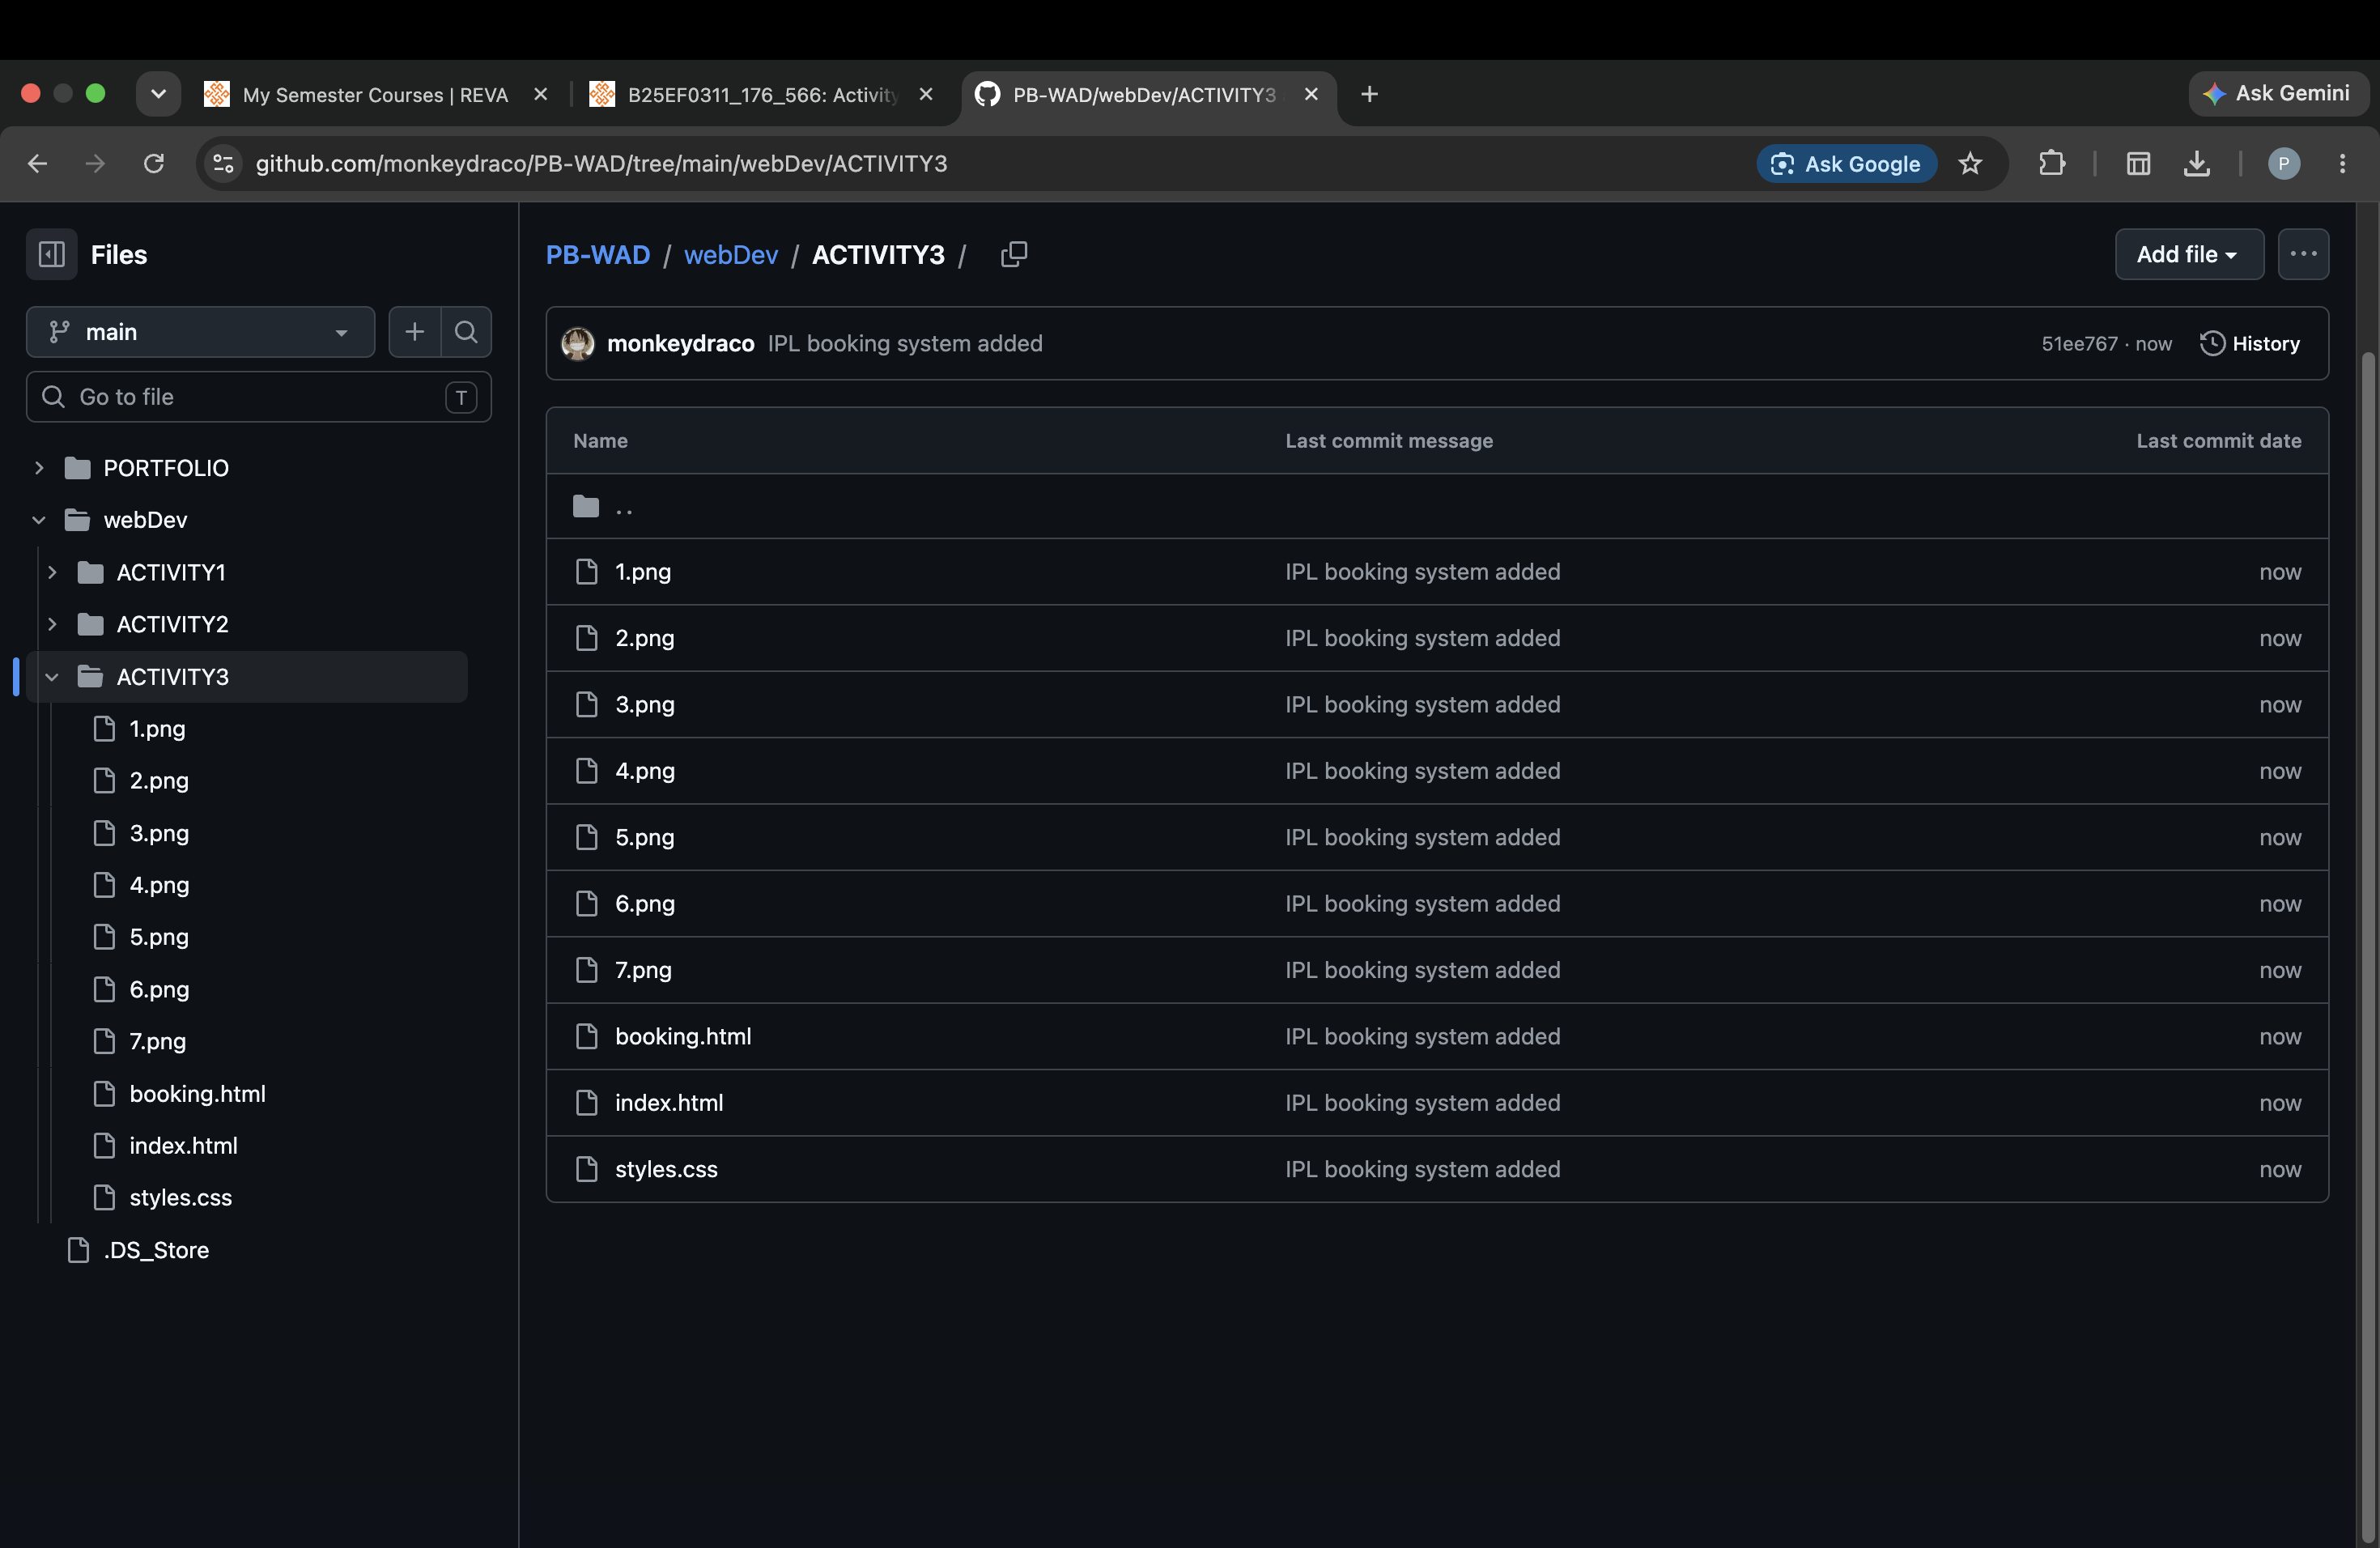 My Semester Courses | REVA
B25EF0311_176_566: Activity
PB-WAD/webDev/ACTIVITY3
Ask Gemini
github.com/monkeydraco/PB-WAD/tree/main/webDev/ACTIVITY3
Ask Google
P
Files
main
Go to file
T
PORTFOLIO
webDev
ACTIVITY1
ACTIVITY2
ACTIVITY3
1.png
2.png
3.png
4.png
5.png
6.png
7.png
booking.html
index.html
styles.css
.DS_Store
PB-WAD / webDev / ACTIVITY3 /
Add file
monkeydraco IPL booking system added 51ee767 · now History
Name Last commit message Last commit date
..
1.png IPL booking system added now
2.png IPL booking system added now
3.png IPL booking system added now
4.png IPL booking system added now
5.png IPL booking system added now
6.png IPL booking system added now
7.png IPL booking system added now
booking.html IPL booking system added now
index.html IPL booking system added now
styles.css IPL booking system added now